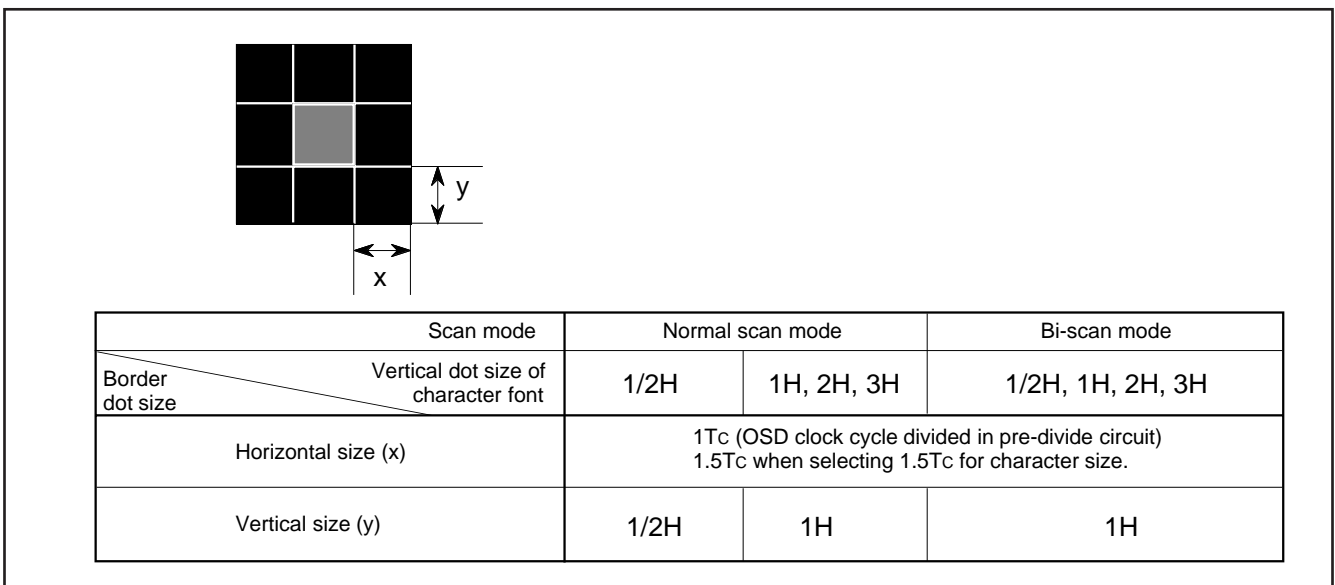 y
x
Scan mode
Normal scan mode
Bi-scan mode
Border
dot size
Vertical dot size of
character font
1/2H
1H, 2H, 3H
1/2H, 1H, 2H, 3H
Horizontal size (x)
1TC (OSD clock cycle divided in pre-divide circuit)
1.5TC when selecting 1.5TC for character size.
Vertical size (y)
1/2H
1H
1H